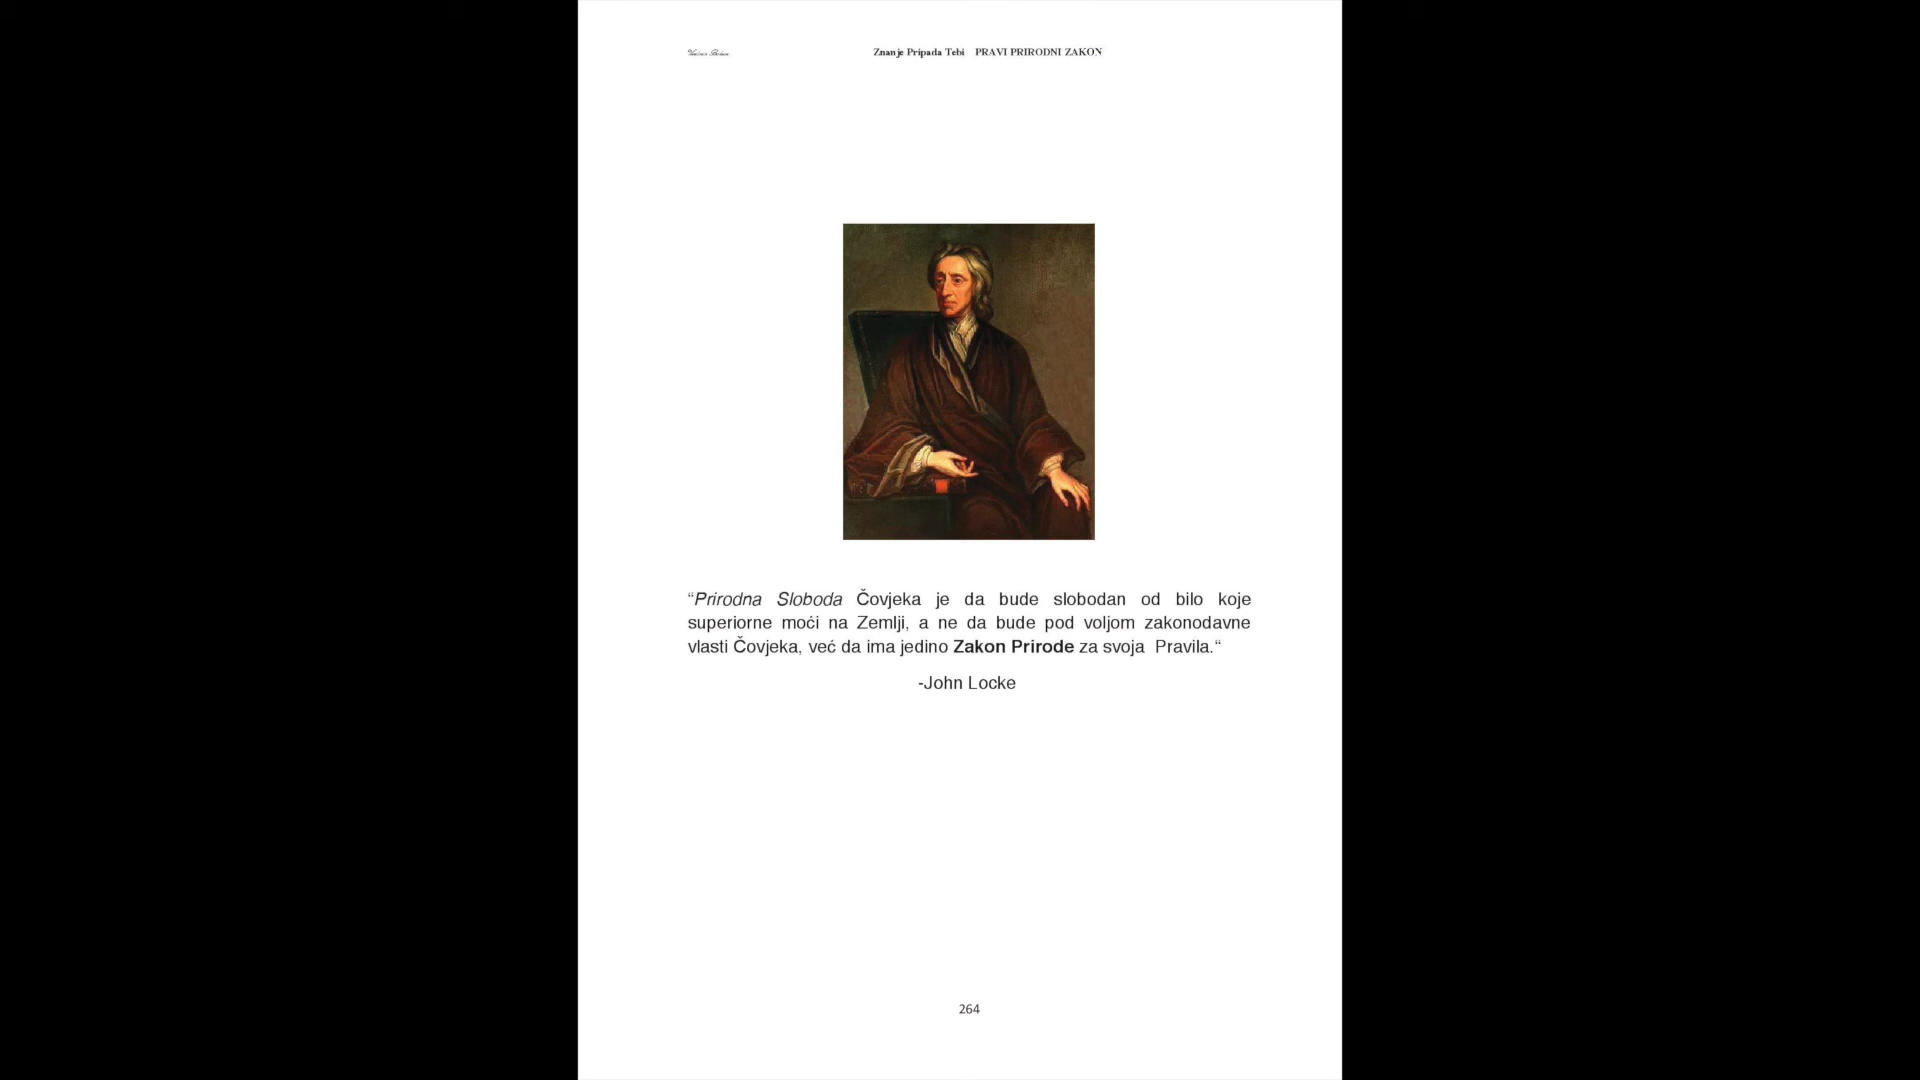 Znanje Pripada Tebi PRAVI PRIRODNI ZAKON
“Prirodna Sloboda Čovjeka je da bude slobodan od bilo koje
superiorne moći na Zemlji, a ne da bude pod voljom zakonodavne
vlasti Čovjeka, već da ima jedino Zakon Prirode za svoja Pravila.“
-John Locke
264